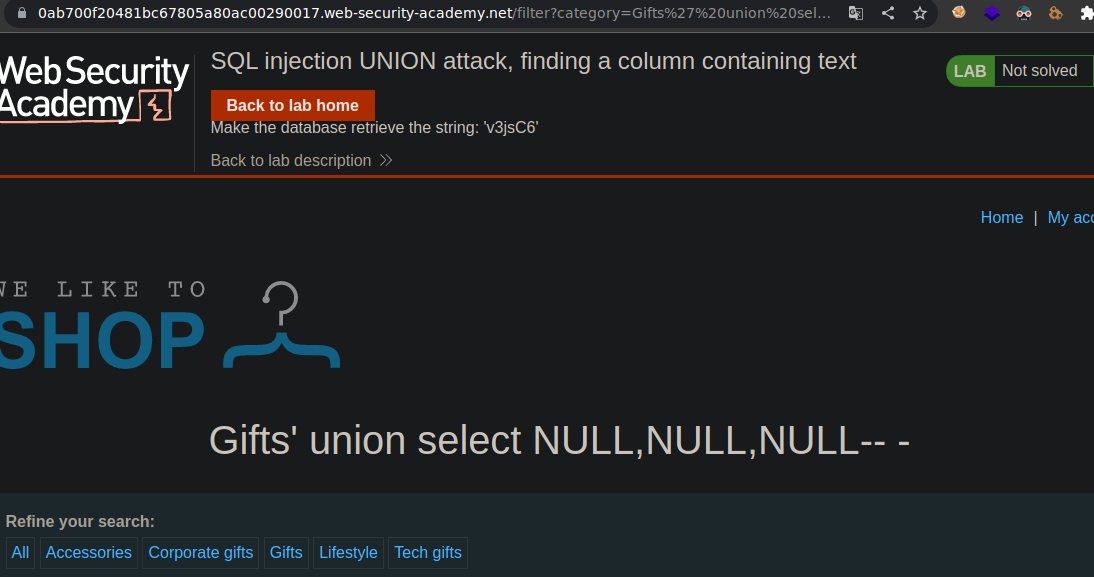 0ab700f20481bc67805a80ac00290017.web-security-academy.net/filter?category=Gifts%27%20union%20sel...
SQL injection UNION attack, finding a column containing text
Web Security
Academy
LAB Not solved
Back to lab home
Make the database retrieve the string: 'v3jsC6'
Back to lab description
Home | My acc
WE LIKE TO
SHOP
Gifts' union select NULL,NULL,NULL-- -
Refine your search:
All Accessories Corporate gifts Gifts Lifestyle Tech gifts